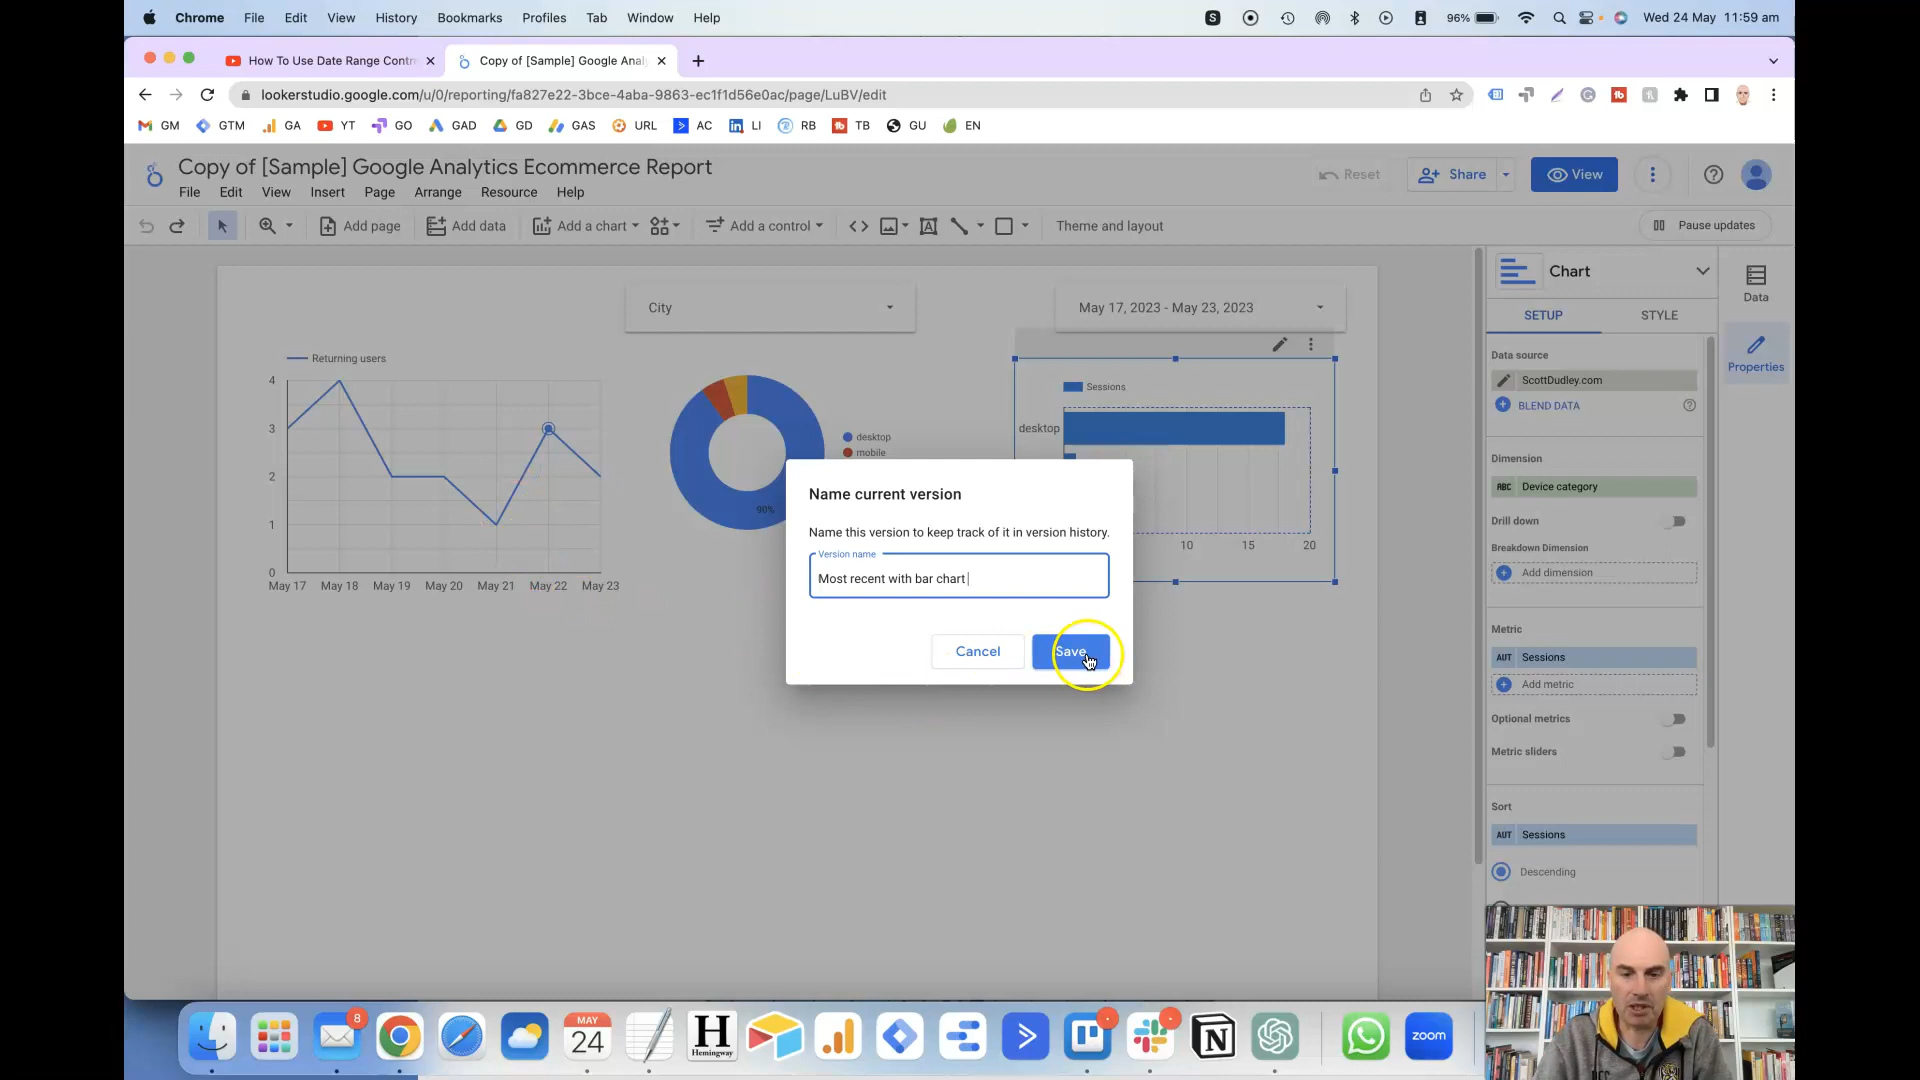 Chrome File Edit View History Bookmarks Profiles Tab Window Help
96% Wed 24 May 11:59 am
How To Use Date Range Contr
Copy of [Sample] Google Anal
lookerstudio.google.com/u/0/reporting/fa827e22-3bce-4aba-9863-ec1f1d56e0ac/page/LuBV/edit
GM GTM GA YT GO GAD GD GAS URL AC LI RB TB GU EN
Copy of [Sample] Google Analytics Ecommerce Report
Reset Share View
File Edit View Insert Page Arrange Resource Help
Add page Add data Add a chart Add a control Theme and layout Pause updates
City
May 17, 2023 - May 23, 2023
Returning users
4
3
2
1
0
May 17 May 18 May 19 May 20 May 21 May 22 May 23
desktop
mobile
90%
Sessions
desktop
10 15 20
Name current version
Name this version to keep track of it in version history.
Version name
Most recent with bar chart
Cancel Save
Chart
SETUP STYLE
Data source
ScottDudley.com
BLEND DATA
Dimension
ABC Device category
Drill down
Breakdown Dimension
Add dimension
Metric
AUT Sessions
Add metric
Optional metrics
Metric sliders
Sort
AUT Sessions
Descending
Data
Properties
8
MAY
24
H
Hemingway
zoom